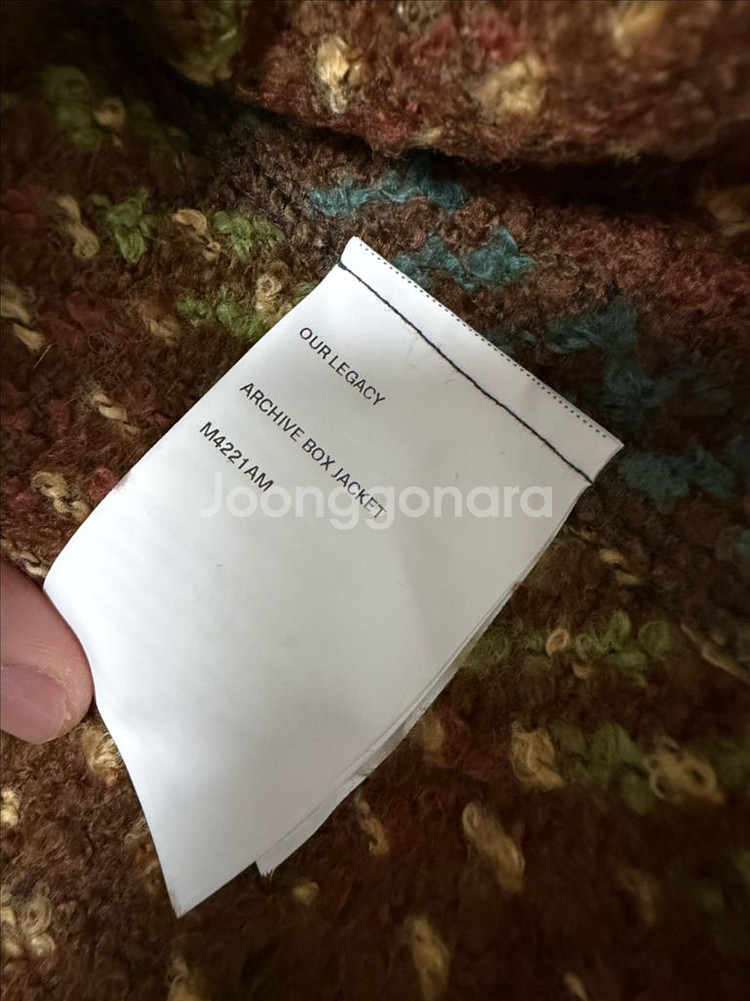 OUR LEGACY
ARCHIVE BOX JACKET
M4221AM
Joonggonara